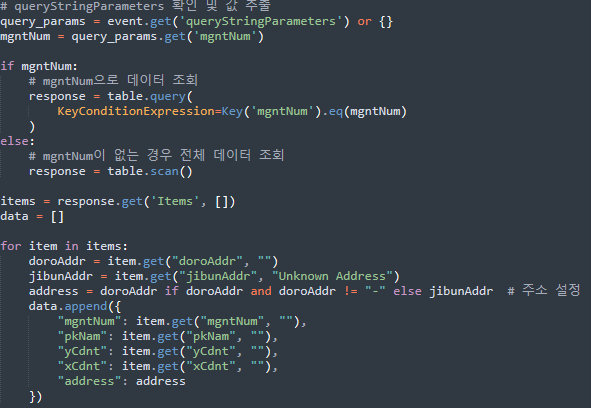 # queryStringParameters 확인 및 값 추출
query_params = event.get('queryStringParameters') or {}
mgntNum = query_params.get('mgntNum')
if mgntNum:
# mgntNum으로 데이터 조회
response = table.query(
KeyConditionExpression=Key('mgntNum').eq(mgntNum)
)
else:
# mgntNum이 없는 경우 전체 데이터 조회
response = table.scan()
items = response.get('Items', [])
data = []
for item in items:
doroAddr = item.get("doroAddr", "")
jibunAddr = item.get("jibunAddr", "Unknown Address")
address = doroAddr if doroAddr and doroAddr != "-" else jibunAddr  # 주소 설정
data.append({
"mgntNum": item.get("mgntNum", ""),
"pkNam": item.get("pkNam", ""),
"yCdnt": item.get("yCdnt", ""),
"xCdnt": item.get("xCdnt", ""),
"address": address
})